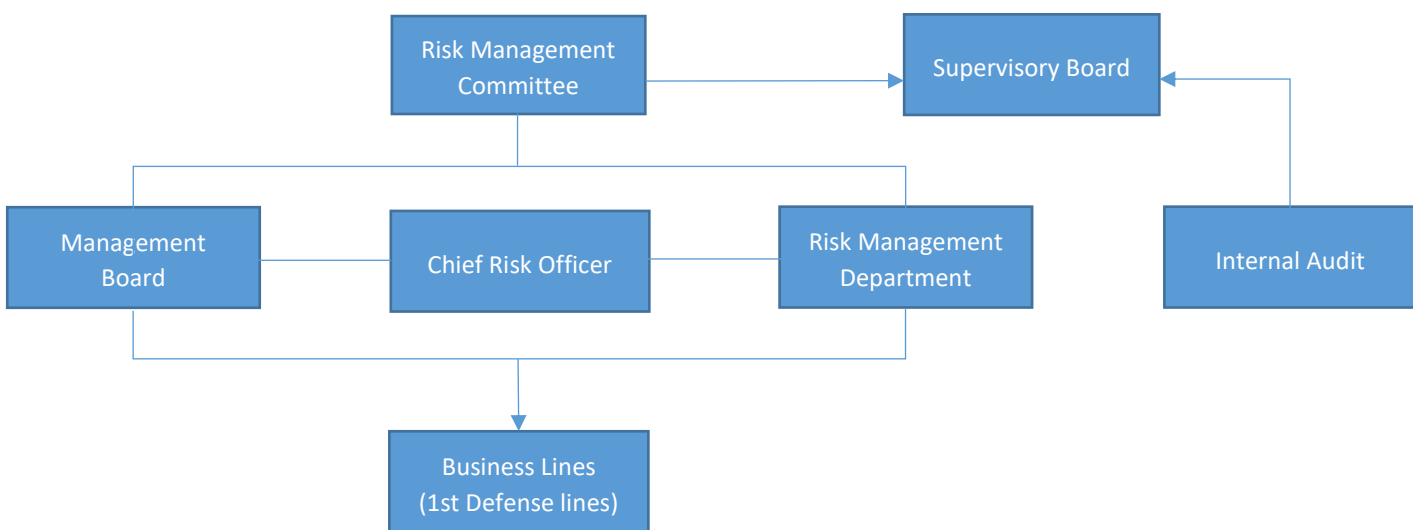 Risk Management
Committee
Supervisory Board
Management
Board
Chief Risk Officer
Risk Management
Department
Internal Audit
Business Lines
(1st Defense lines)